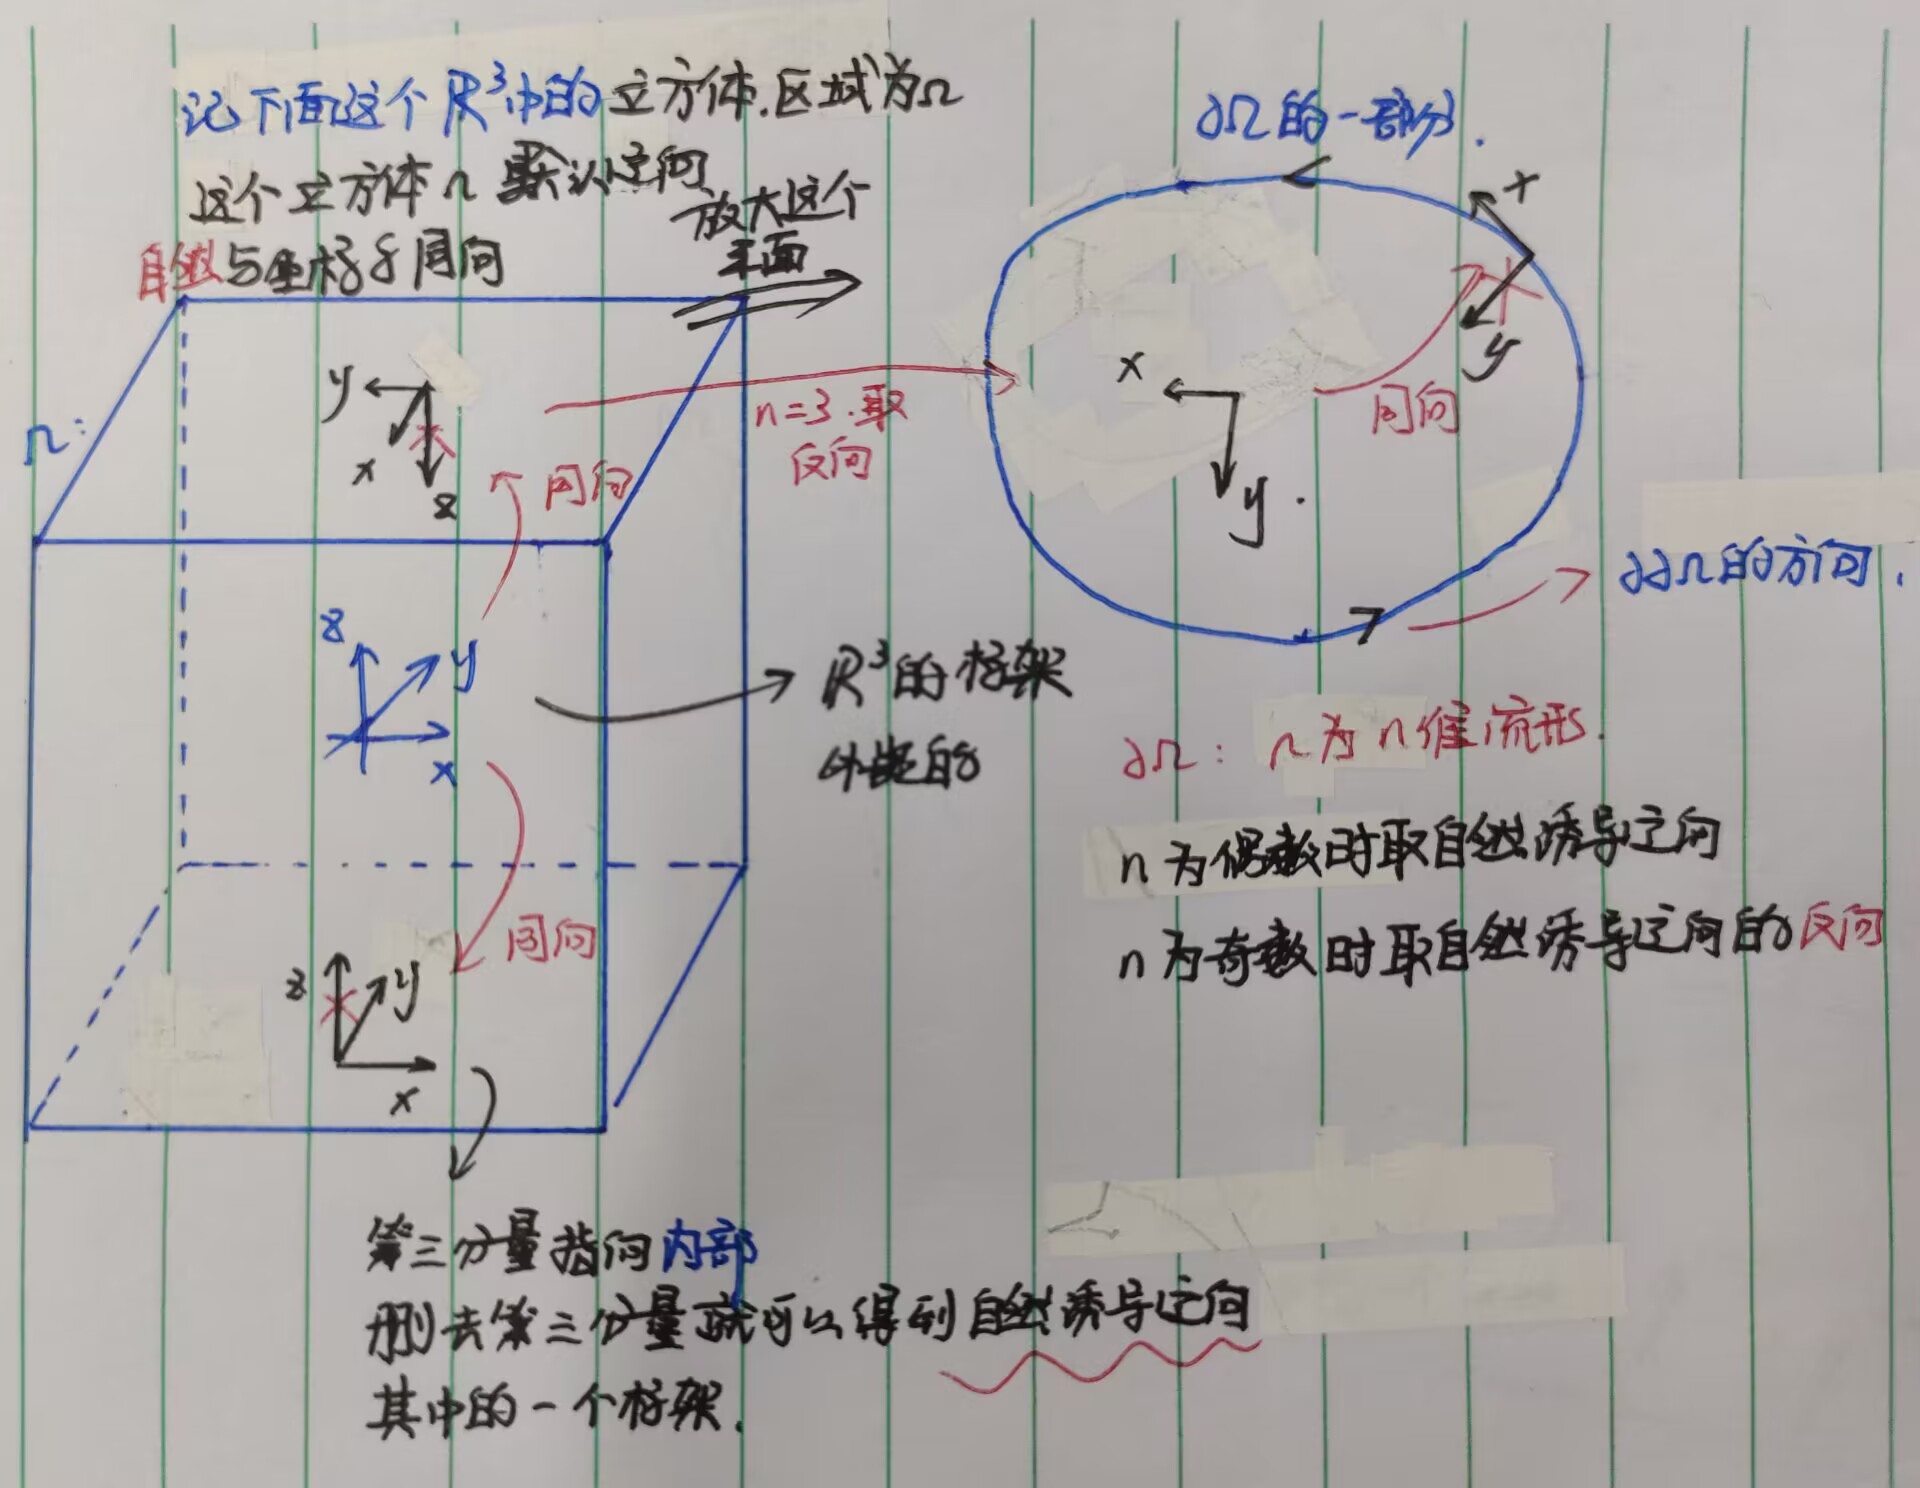 记下面这个 R³中的立方体.区域为Ω
这个立方体Ω 默认定向
自然与坐标系同向
放大这个
平面
∂Ω的一部分.
Ω:
y
x
z
同向
n=3.取
反向
x
y
同向
x
y.
∂∂Ω的方向.
z
y
x
R³的标架
∂Ω: Ω为n维流形.
n为偶数时取自然诱导定向
n为奇数时取自然诱导定向的反向
同向
z
y
x
第三分量指向内部
删去第三分量就可以得到自然诱导定向
其中的一个标架.